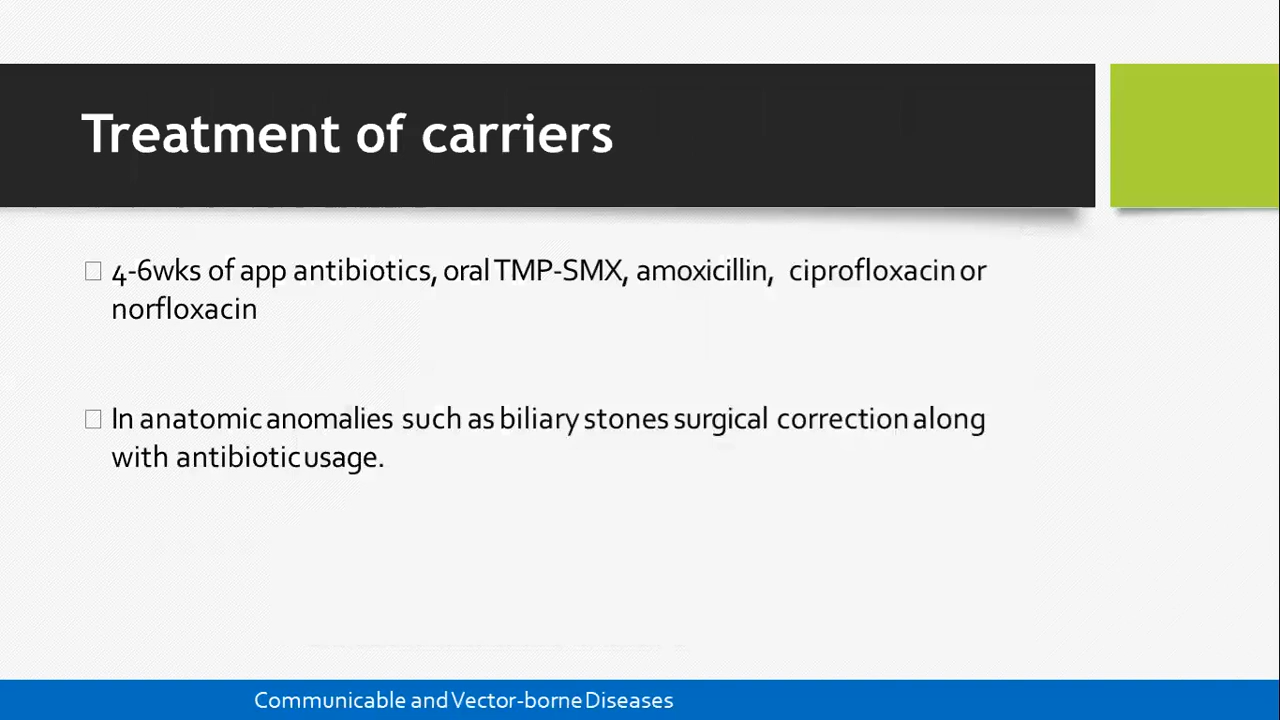 Treatment of carriers
4-6wks of app antibiotics, oral TMP-SMX, amoxicillin, ciprofloxacin or
norfloxacin
In anatomic anomalies such as biliary stones surgical correction along
with antibiotic usage.
Communicable and Vector-borne Diseases